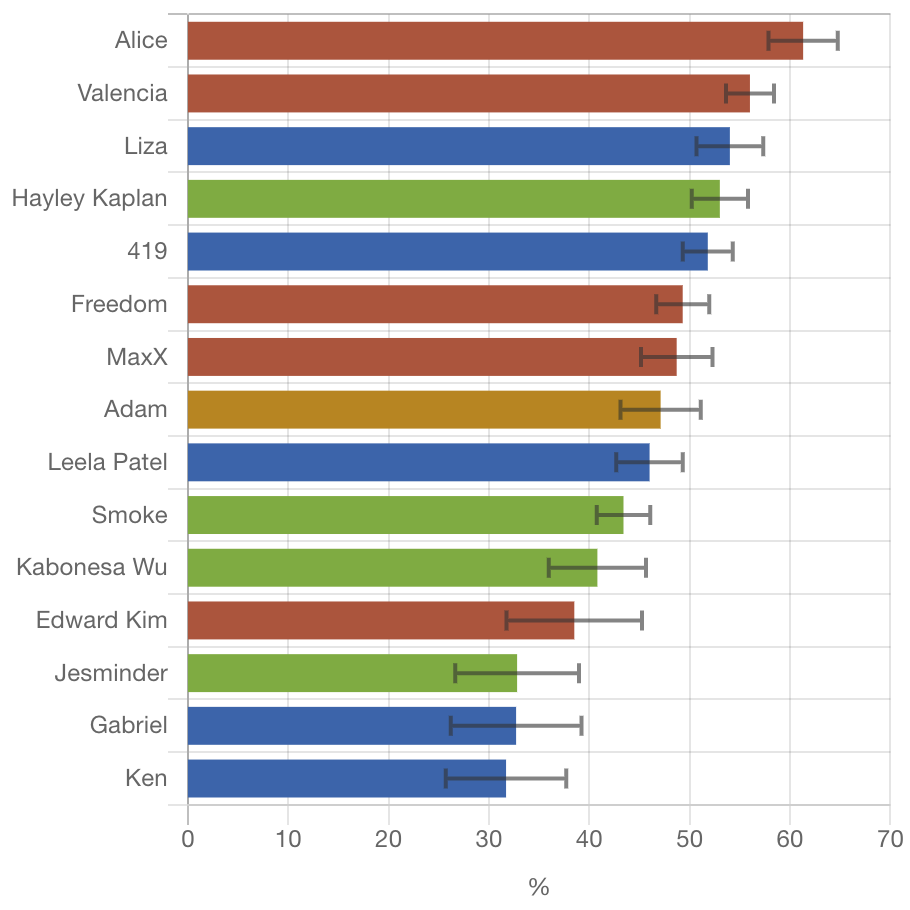 Alice
Valencia
Liza
Hayley Kaplan
419
Freedom
MaxX
Adam
Leela Patel
Smoke
Kabonesa Wu
Edward Kim
Jesminder
Gabriel
Ken
0 10 20 30 40 50 60 70
%